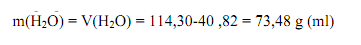 m(H₂O) = V(H₂O) = 114,30-40 ,82 = 73,48 g (ml)